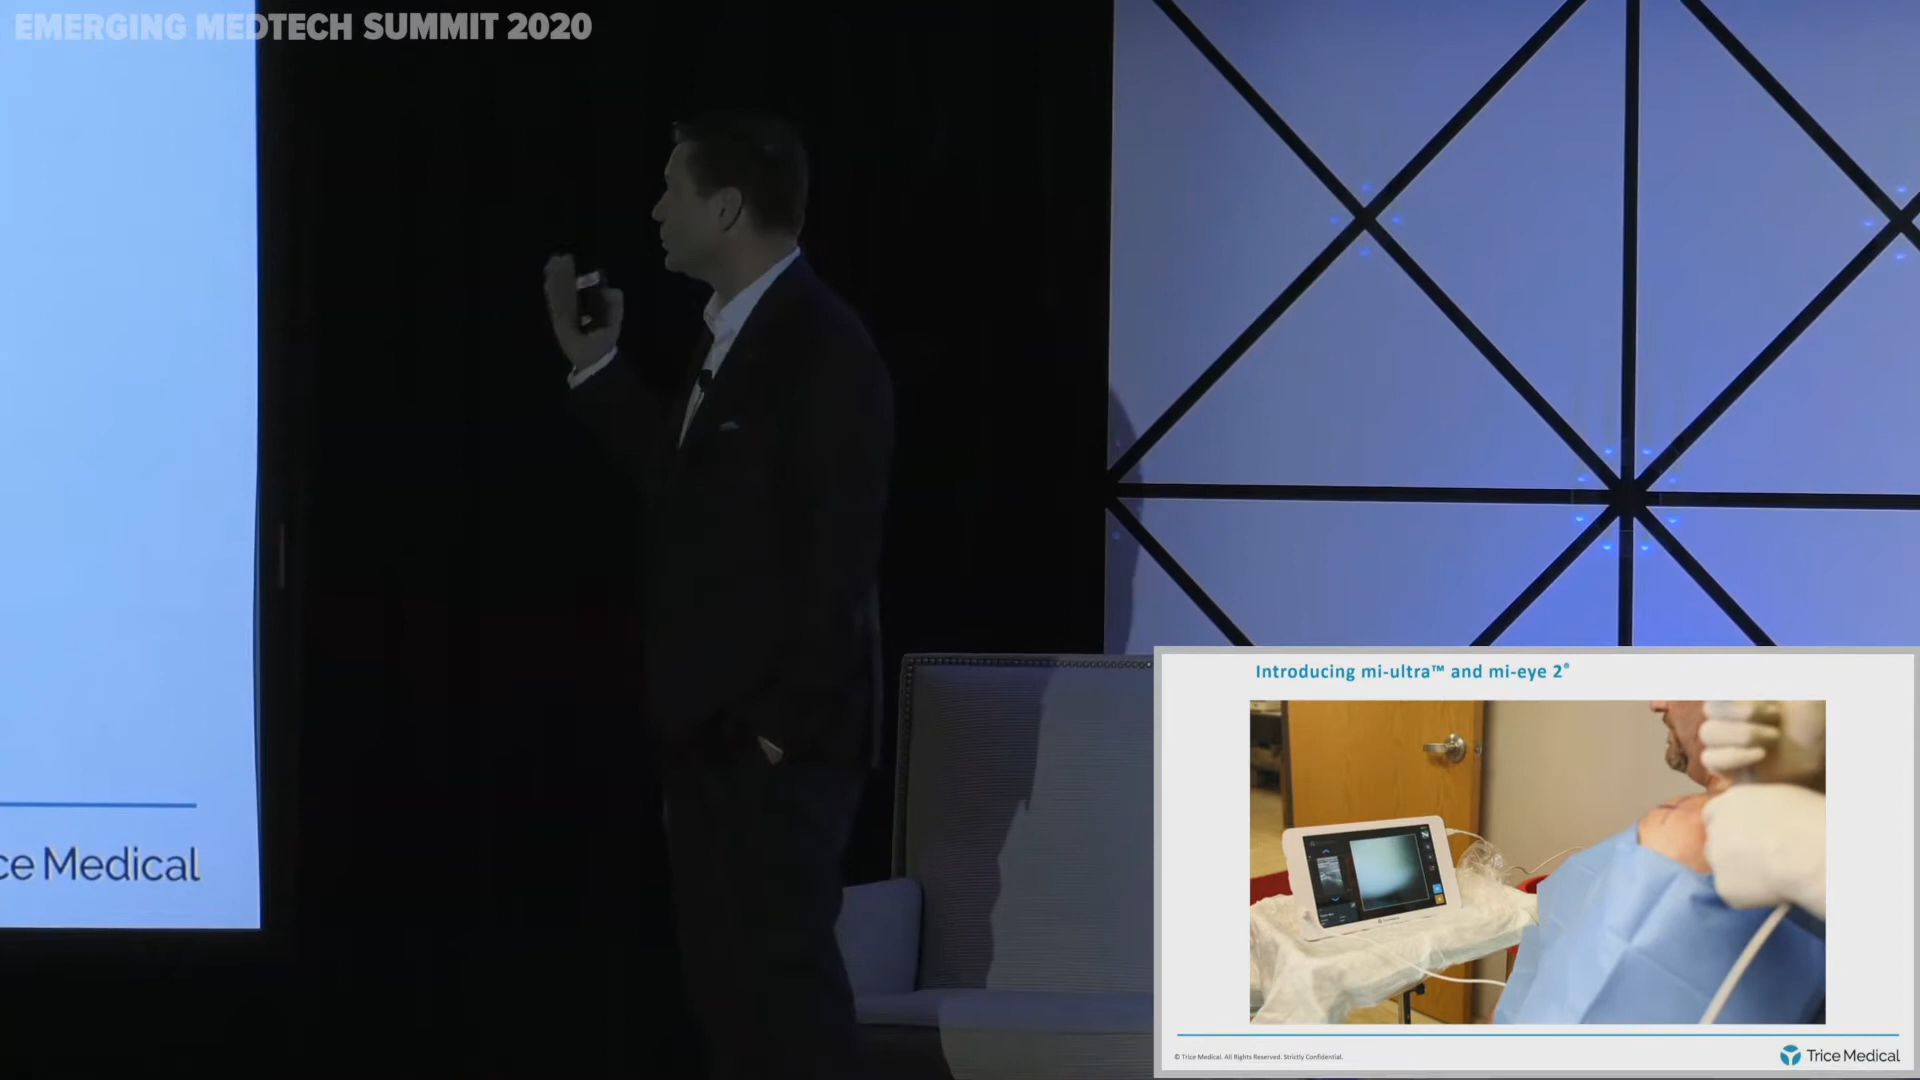 EMERGING MEDTECH SUMMIT 2020
ce Medical
Introducing mi-ultra™ and mi-eye 2®
© Trice Medical. All Rights Reserved. Strictly Confidential.
Trice Medical